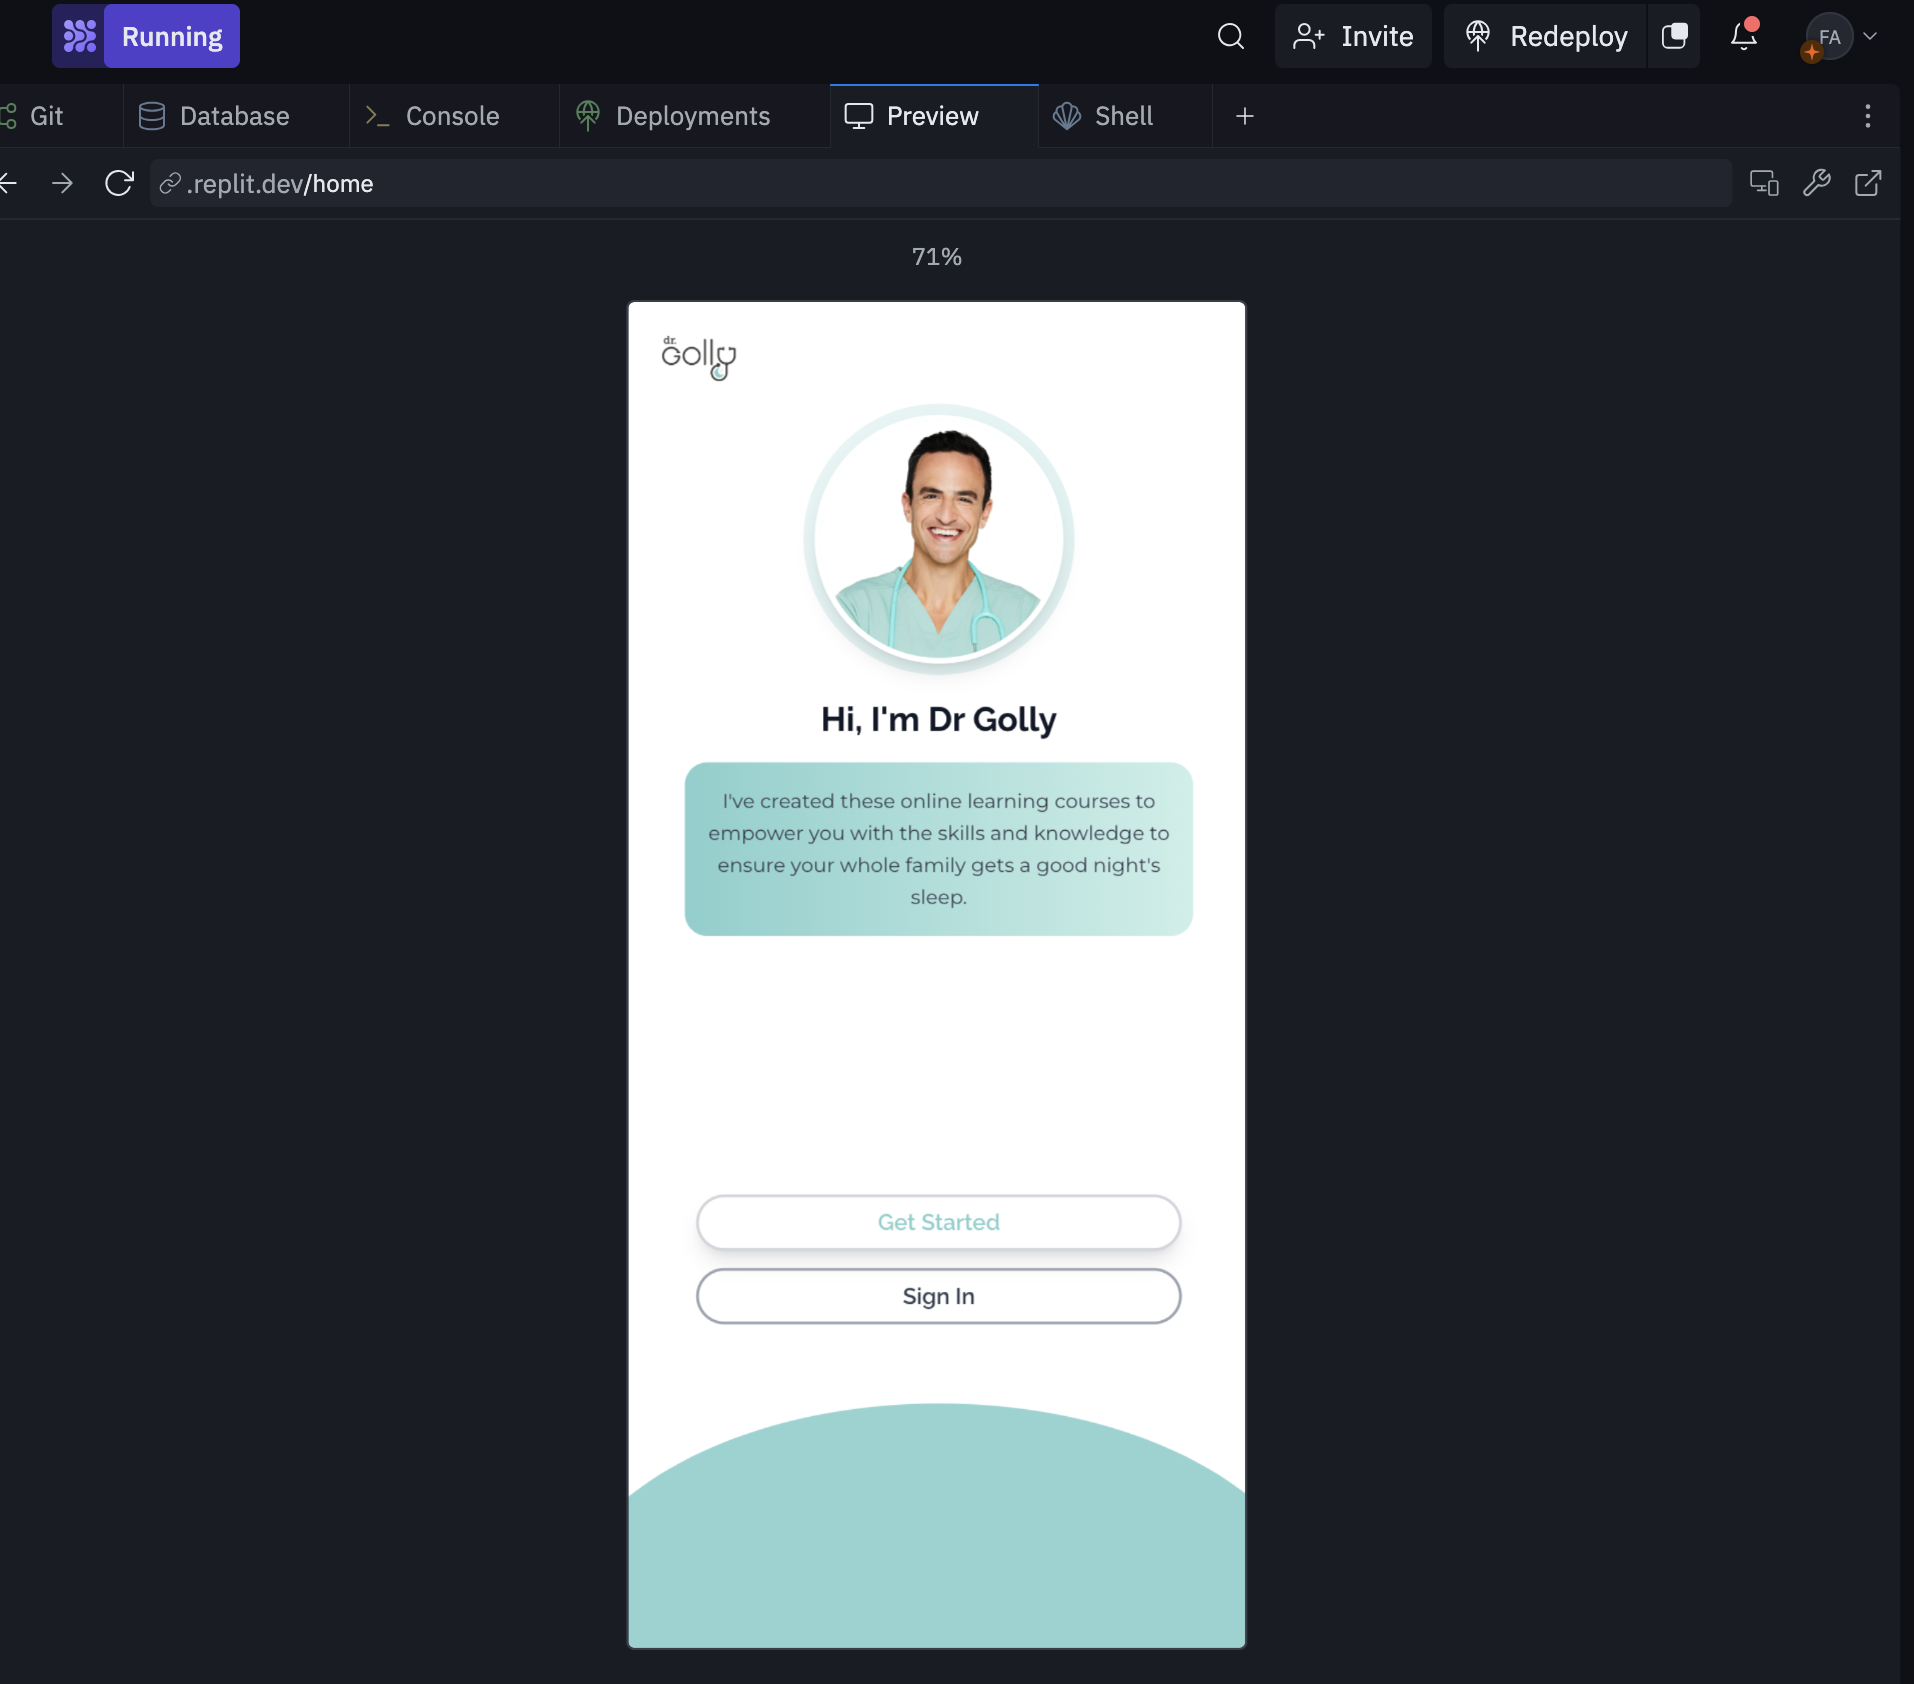 Running
Invite
Redeploy
FA
Git
Database
Console
Deployments
Preview
Shell
.replit.dev/home
71%
dr.
Golly
Hi, I'm Dr Golly
I've created these online learning courses to
empower you with the skills and knowledge to
ensure your whole family gets a good night's
sleep.
Get Started
Sign In